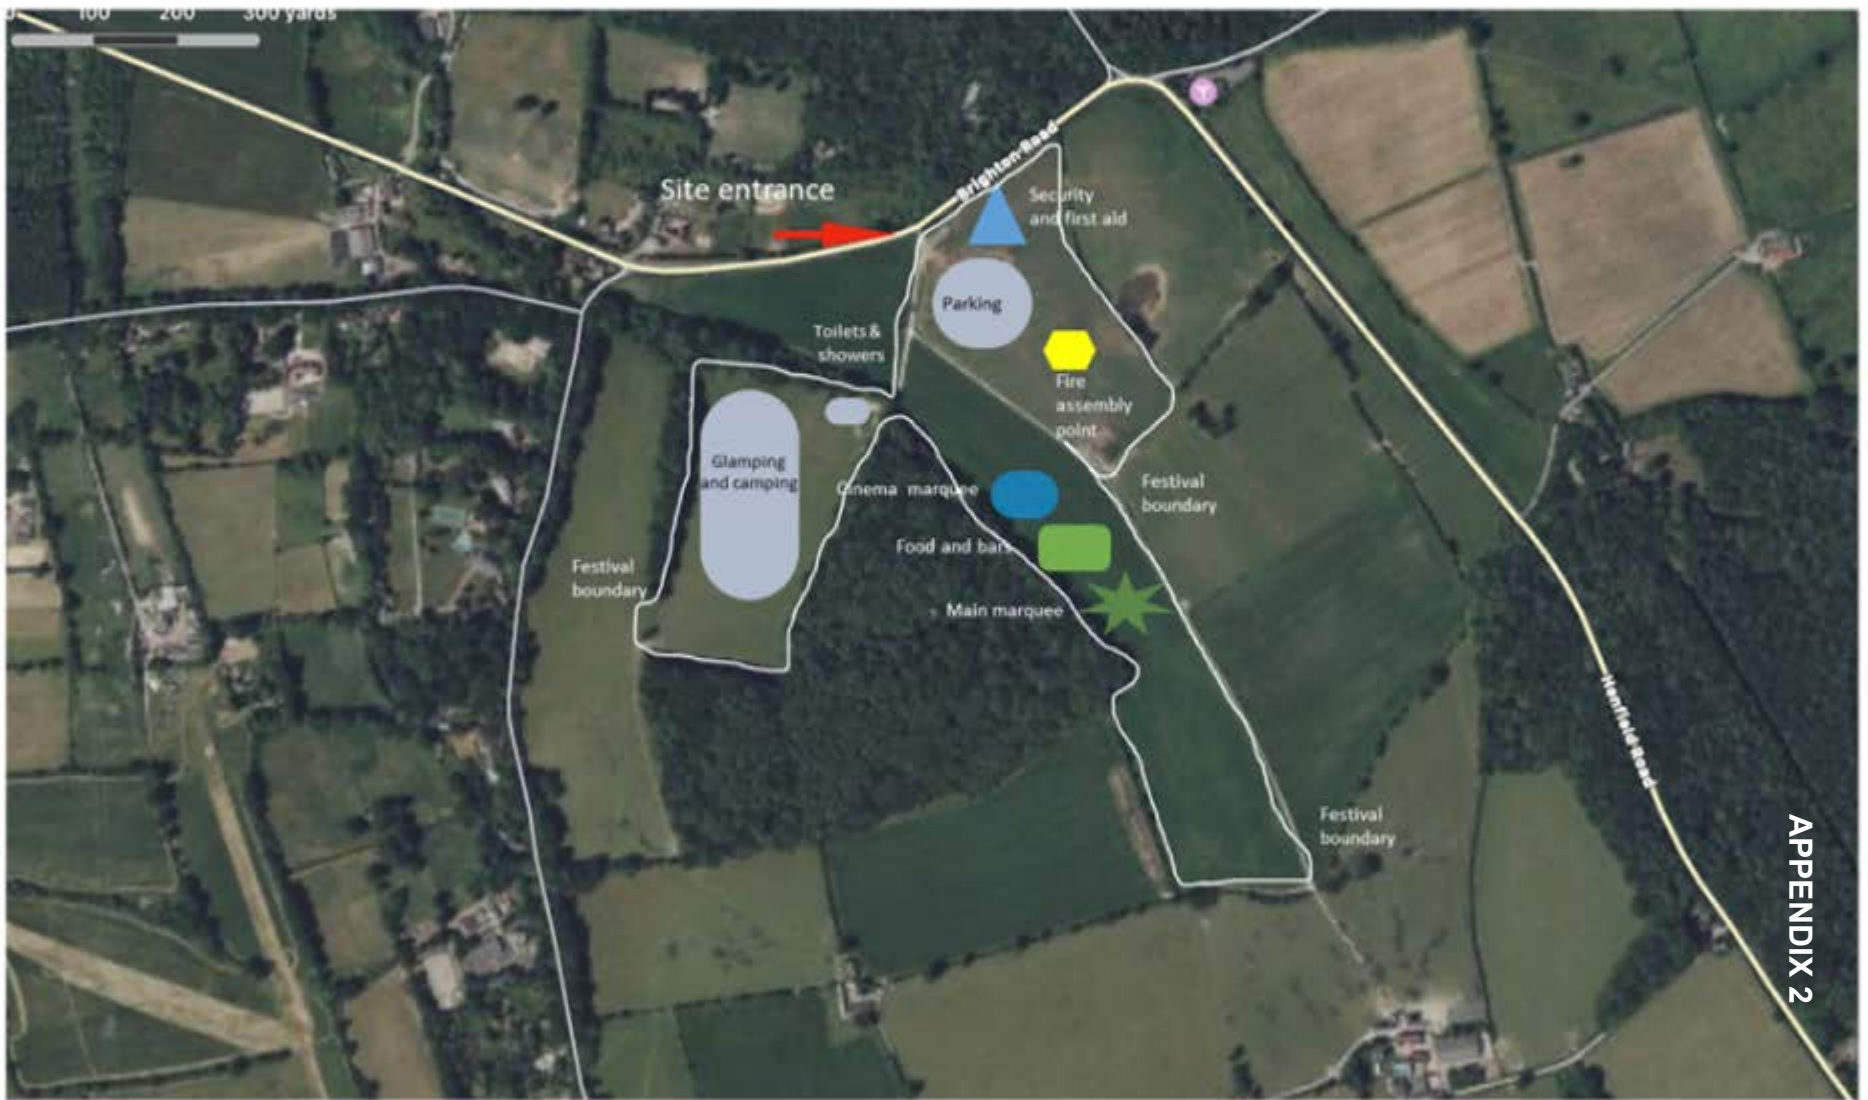 0 100 200 300 yards
Brighton Road
Site entrance
Security
and first aid
Parking
Toilets &
showers
Fire
assembly
point
Glamping
and camping
Cinema marquee
Festival
boundary
Food and bars
Festival
boundary
Main marquee
Henfield Road
Festival
boundary
APPENDIX 2